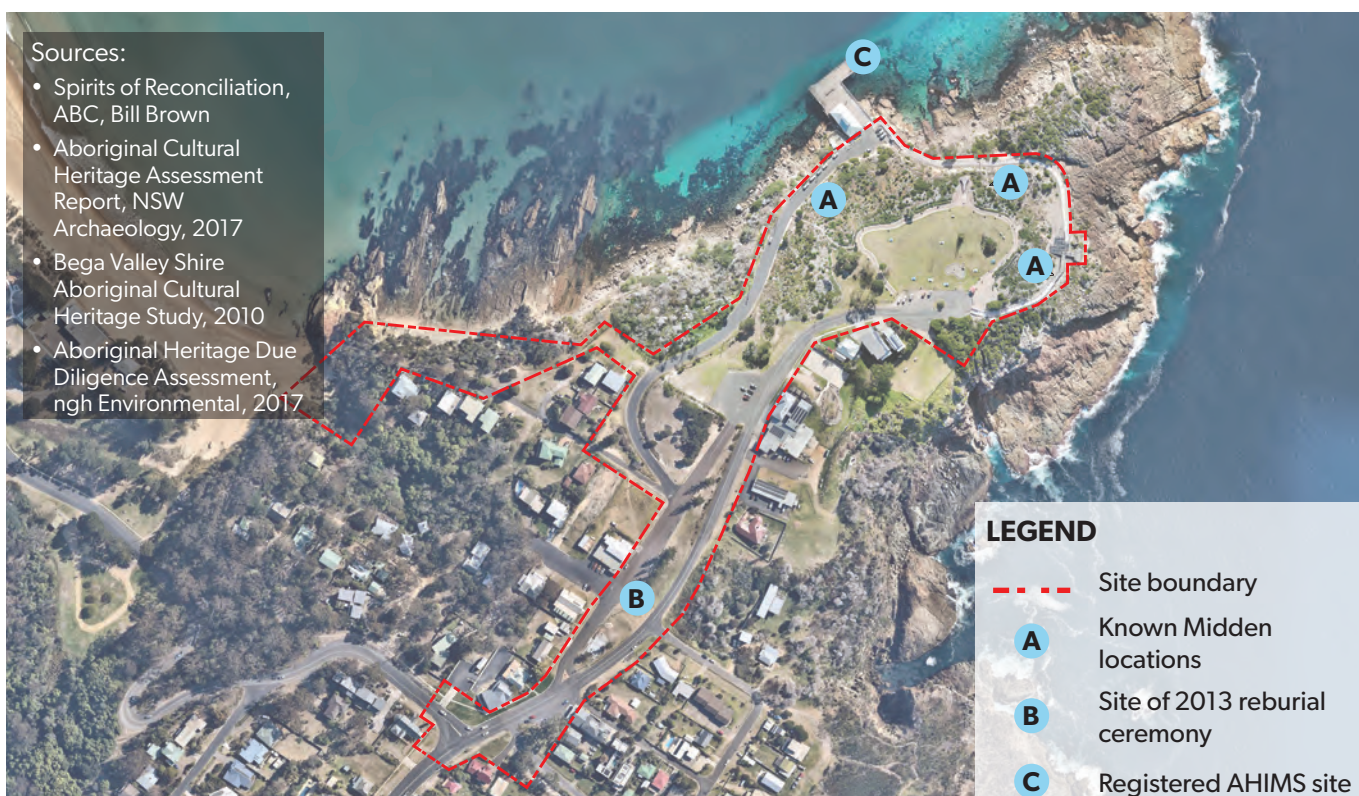 Sources:
• Spirits of Reconciliation,
ABC, Bill Brown
• Aboriginal Cultural
Heritage Assessment
Report, NSW
Archaeology, 2017
• Bega Valley Shire
Aboriginal Cultural
Heritage Study, 2010
• Aboriginal Heritage Due
Diligence Assessment,
ngh Environmental, 2017
C
A
A
A
B
LEGEND
Site boundary
A Known Midden
locations
B Site of 2013 reburial
ceremony
C Registered AHIMS site